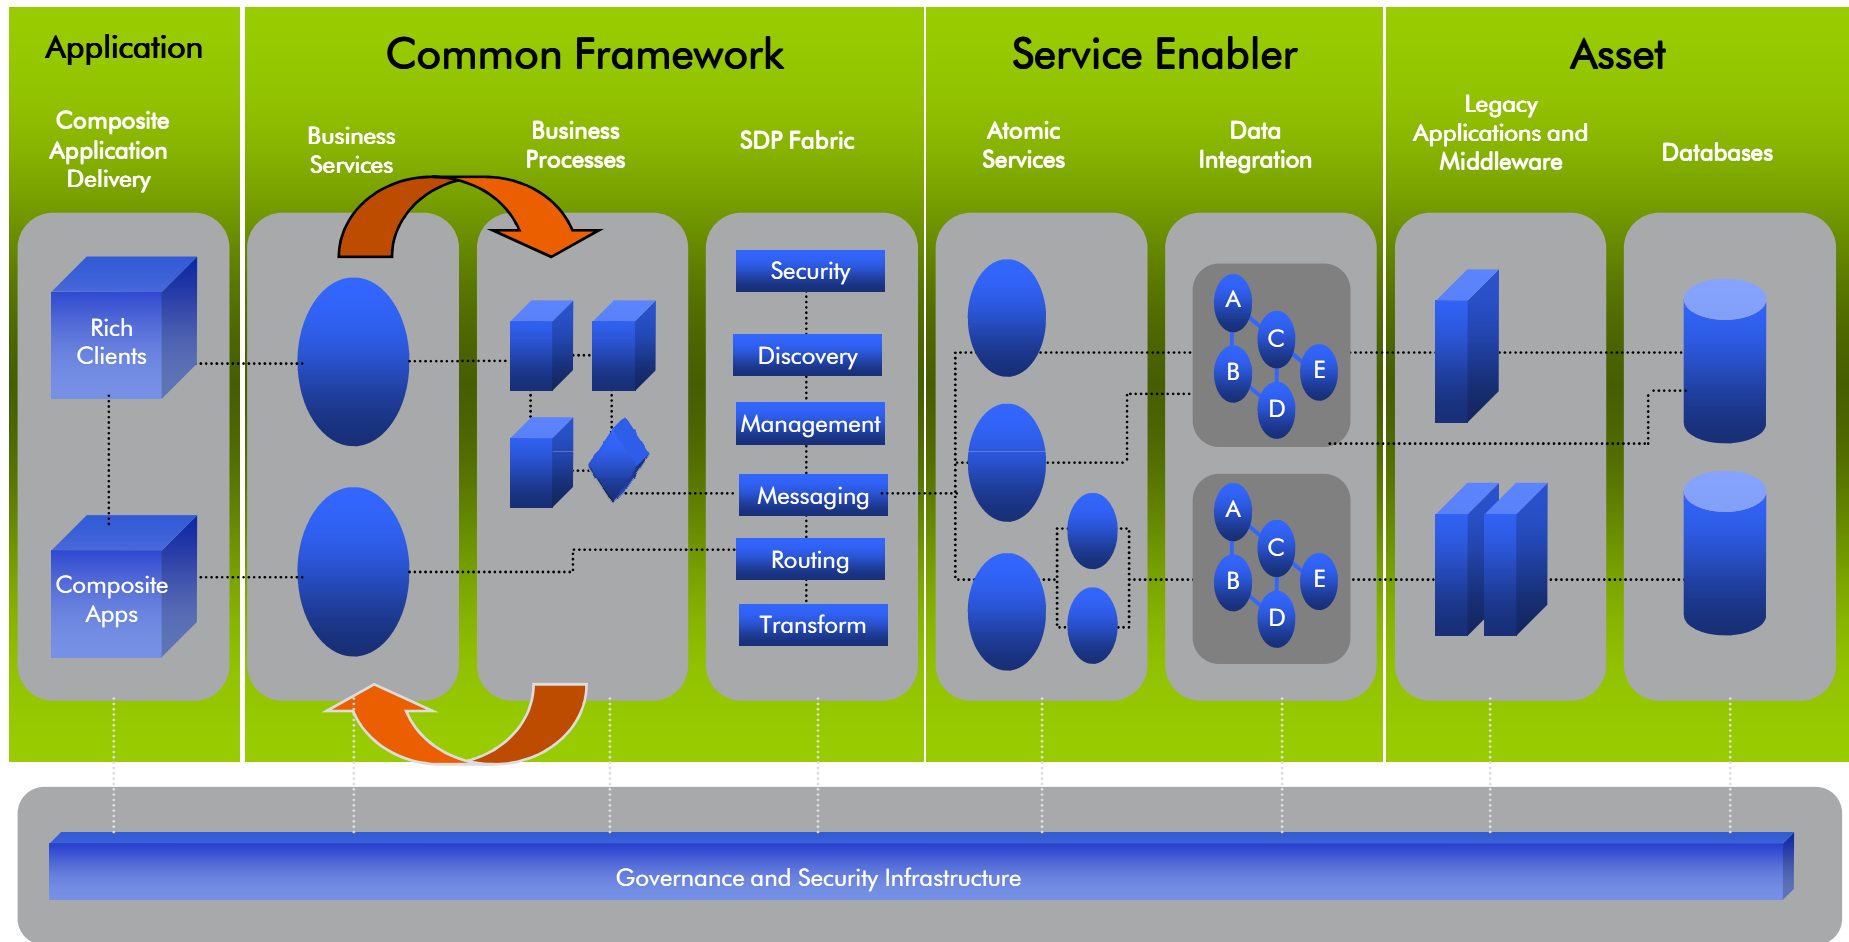 Application
Common Framework
Service Enabler
Asset
Composite
Application
Delivery
Business
Services
Business
Processes
SDP Fabric
Atomic
Services
Data
Integration
Legacy
Applications and
Middleware
Databases
Rich
Clients
Composite
Apps
Security
Discovery
Management
Messaging
Routing
Transform
A
C
B
E
D
A
C
B
E
D
Governance and Security Infrastructure